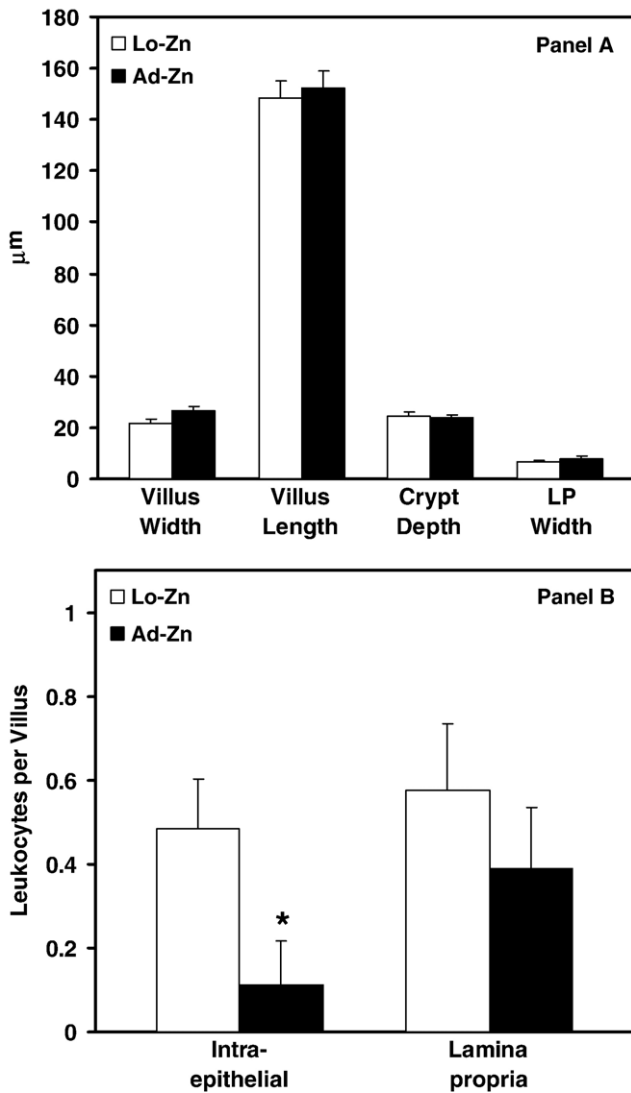 180
Lo-Zn
Panel A
Ad-Zn
160
140
120
100
µm
80
60
40
20
0
Villus Villus Crypt LP
Width Length Depth Width
Lo-Zn
Panel B
1
Ad-Zn
0.8
Leukocytes per Villus
0.6
0.4
*
0.2
0
Intra- Lamina
epithelial propria